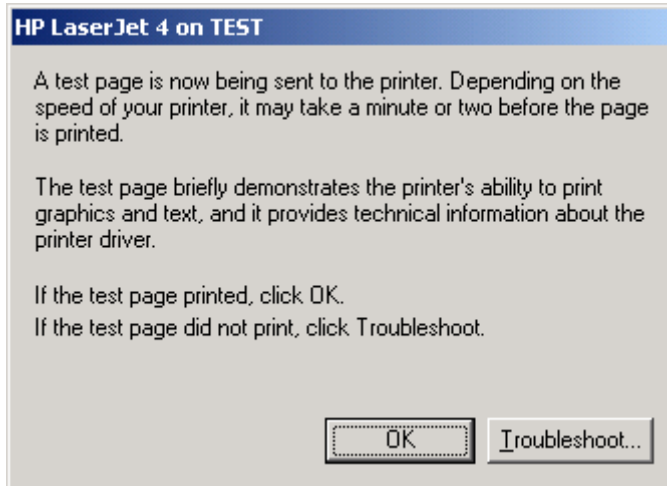 HP LaserJet 4 on TEST
A test page is now being sent to the printer. Depending on the
speed of your printer, it may take a minute or two before the page
is printed.
The test page briefly demonstrates the printer's ability to print
graphics and text, and it provides technical information about the
printer driver.
If the test page printed, click OK.
If the test page did not print, click Troubleshoot.
OK Troubleshoot...